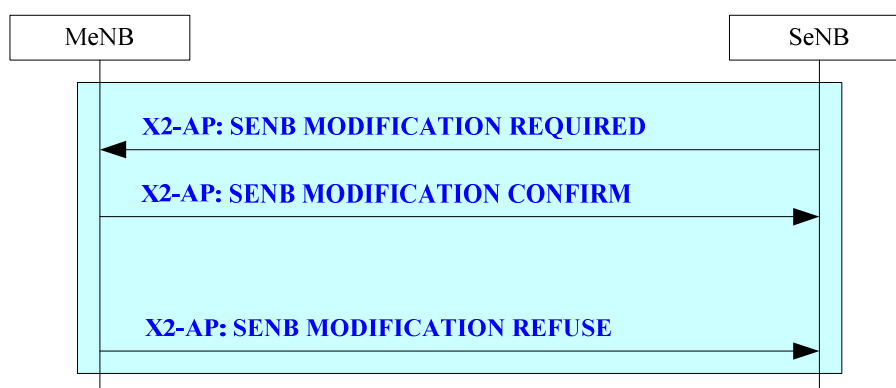 MeNB
SeNB
X2-AP: SENB MODIFICATION REQUIRED
X2-AP: SENB MODIFICATION CONFIRM
X2-AP: SENB MODIFICATION REFUSE